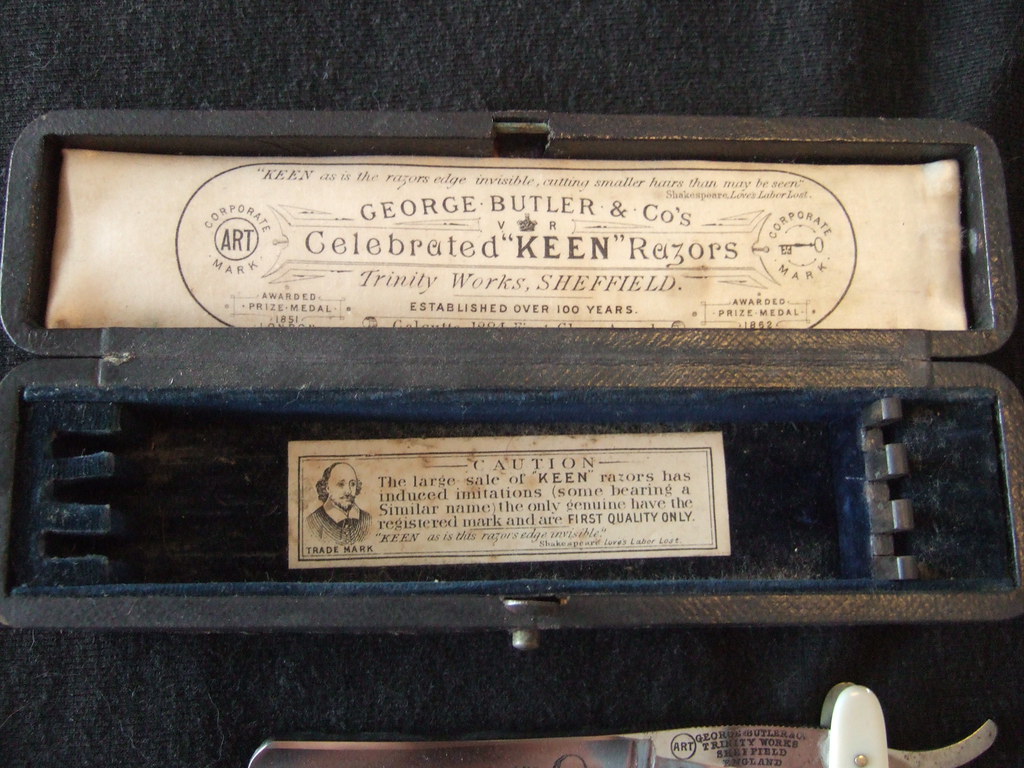 "KEEN as is the razors edge invisible, cutting smaller hairs than may be seen"
Shakespeare. Love's Labor Lost.
GEORGE·BUTLER·&·Co's
V R
Celebrated "KEEN" Razors
Trinity Works, SHEFFIELD.
ESTABLISHED OVER 100 YEARS.
CORPORATE
ART
MARK
CORPORATE
MARK
AWARDED
PRIZE-MEDAL
1851
AWARDED
PRIZE-MEDAL
1862
CAUTION
The large sale of "KEEN" razors has
induced imitations (some bearing a
Similar name) the only genuine have the
registered mark and are FIRST QUALITY ONLY.
"KEEN as is this razors edge invisible."
Shakespeare. Love's Labor Lost.
TRADE MARK
ART
GEORGE BUTLER & Co.
TRINITY WORKS
SHEFFIELD
ENGLAND